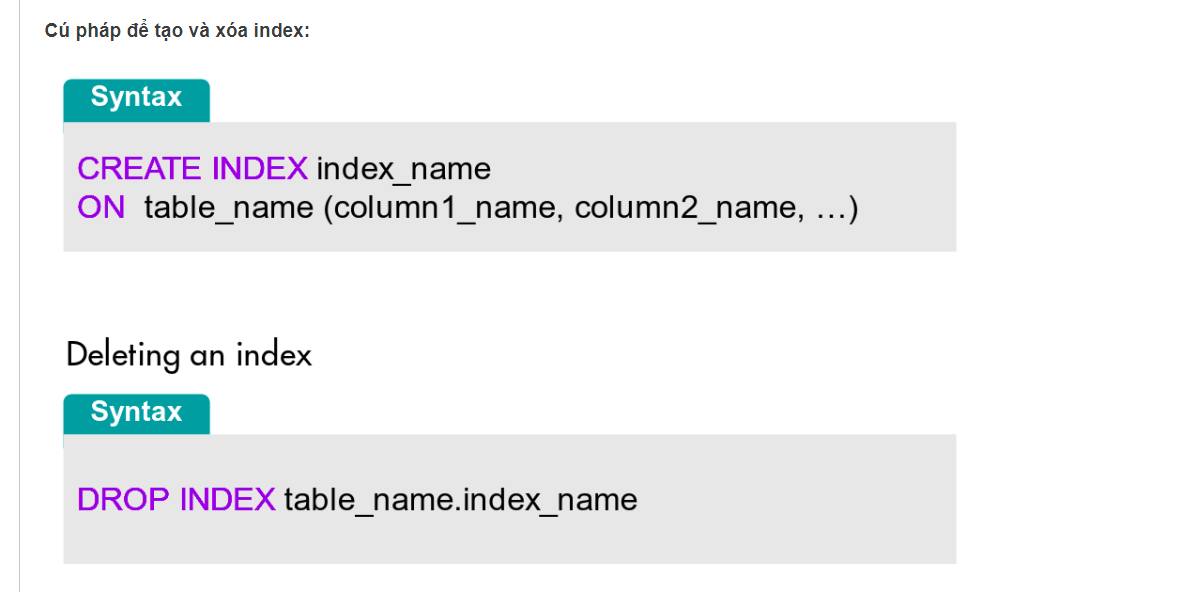 Cú pháp để tạo và xóa index:
Syntax
CREATE INDEX index_name
ON table_name (column1_name, column2_name, …)
Deleting an index
Syntax
DROP INDEX table_name.index_name